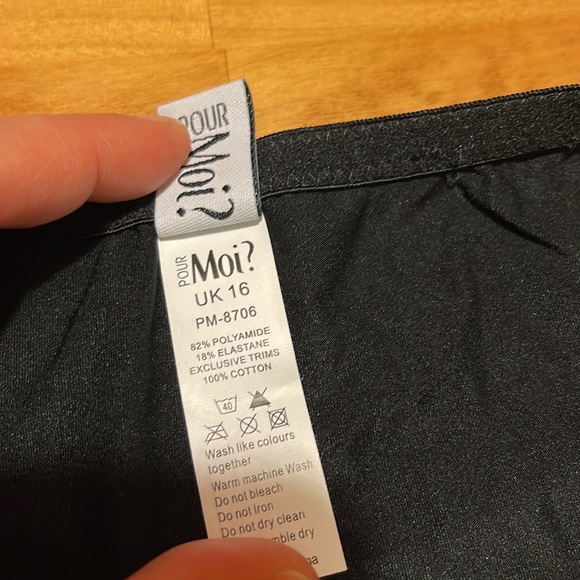 POUR
Moi?
POUR
Moi?
UK 16
PM-8706
82% POLYAMIDE
18% ELASTANE
EXCLUSIVE TRIMS
100% COTTON
40
Wash like colours
together
Warm machine Wash
Do not bleach
Do not Iron
Do not dry clean
dry